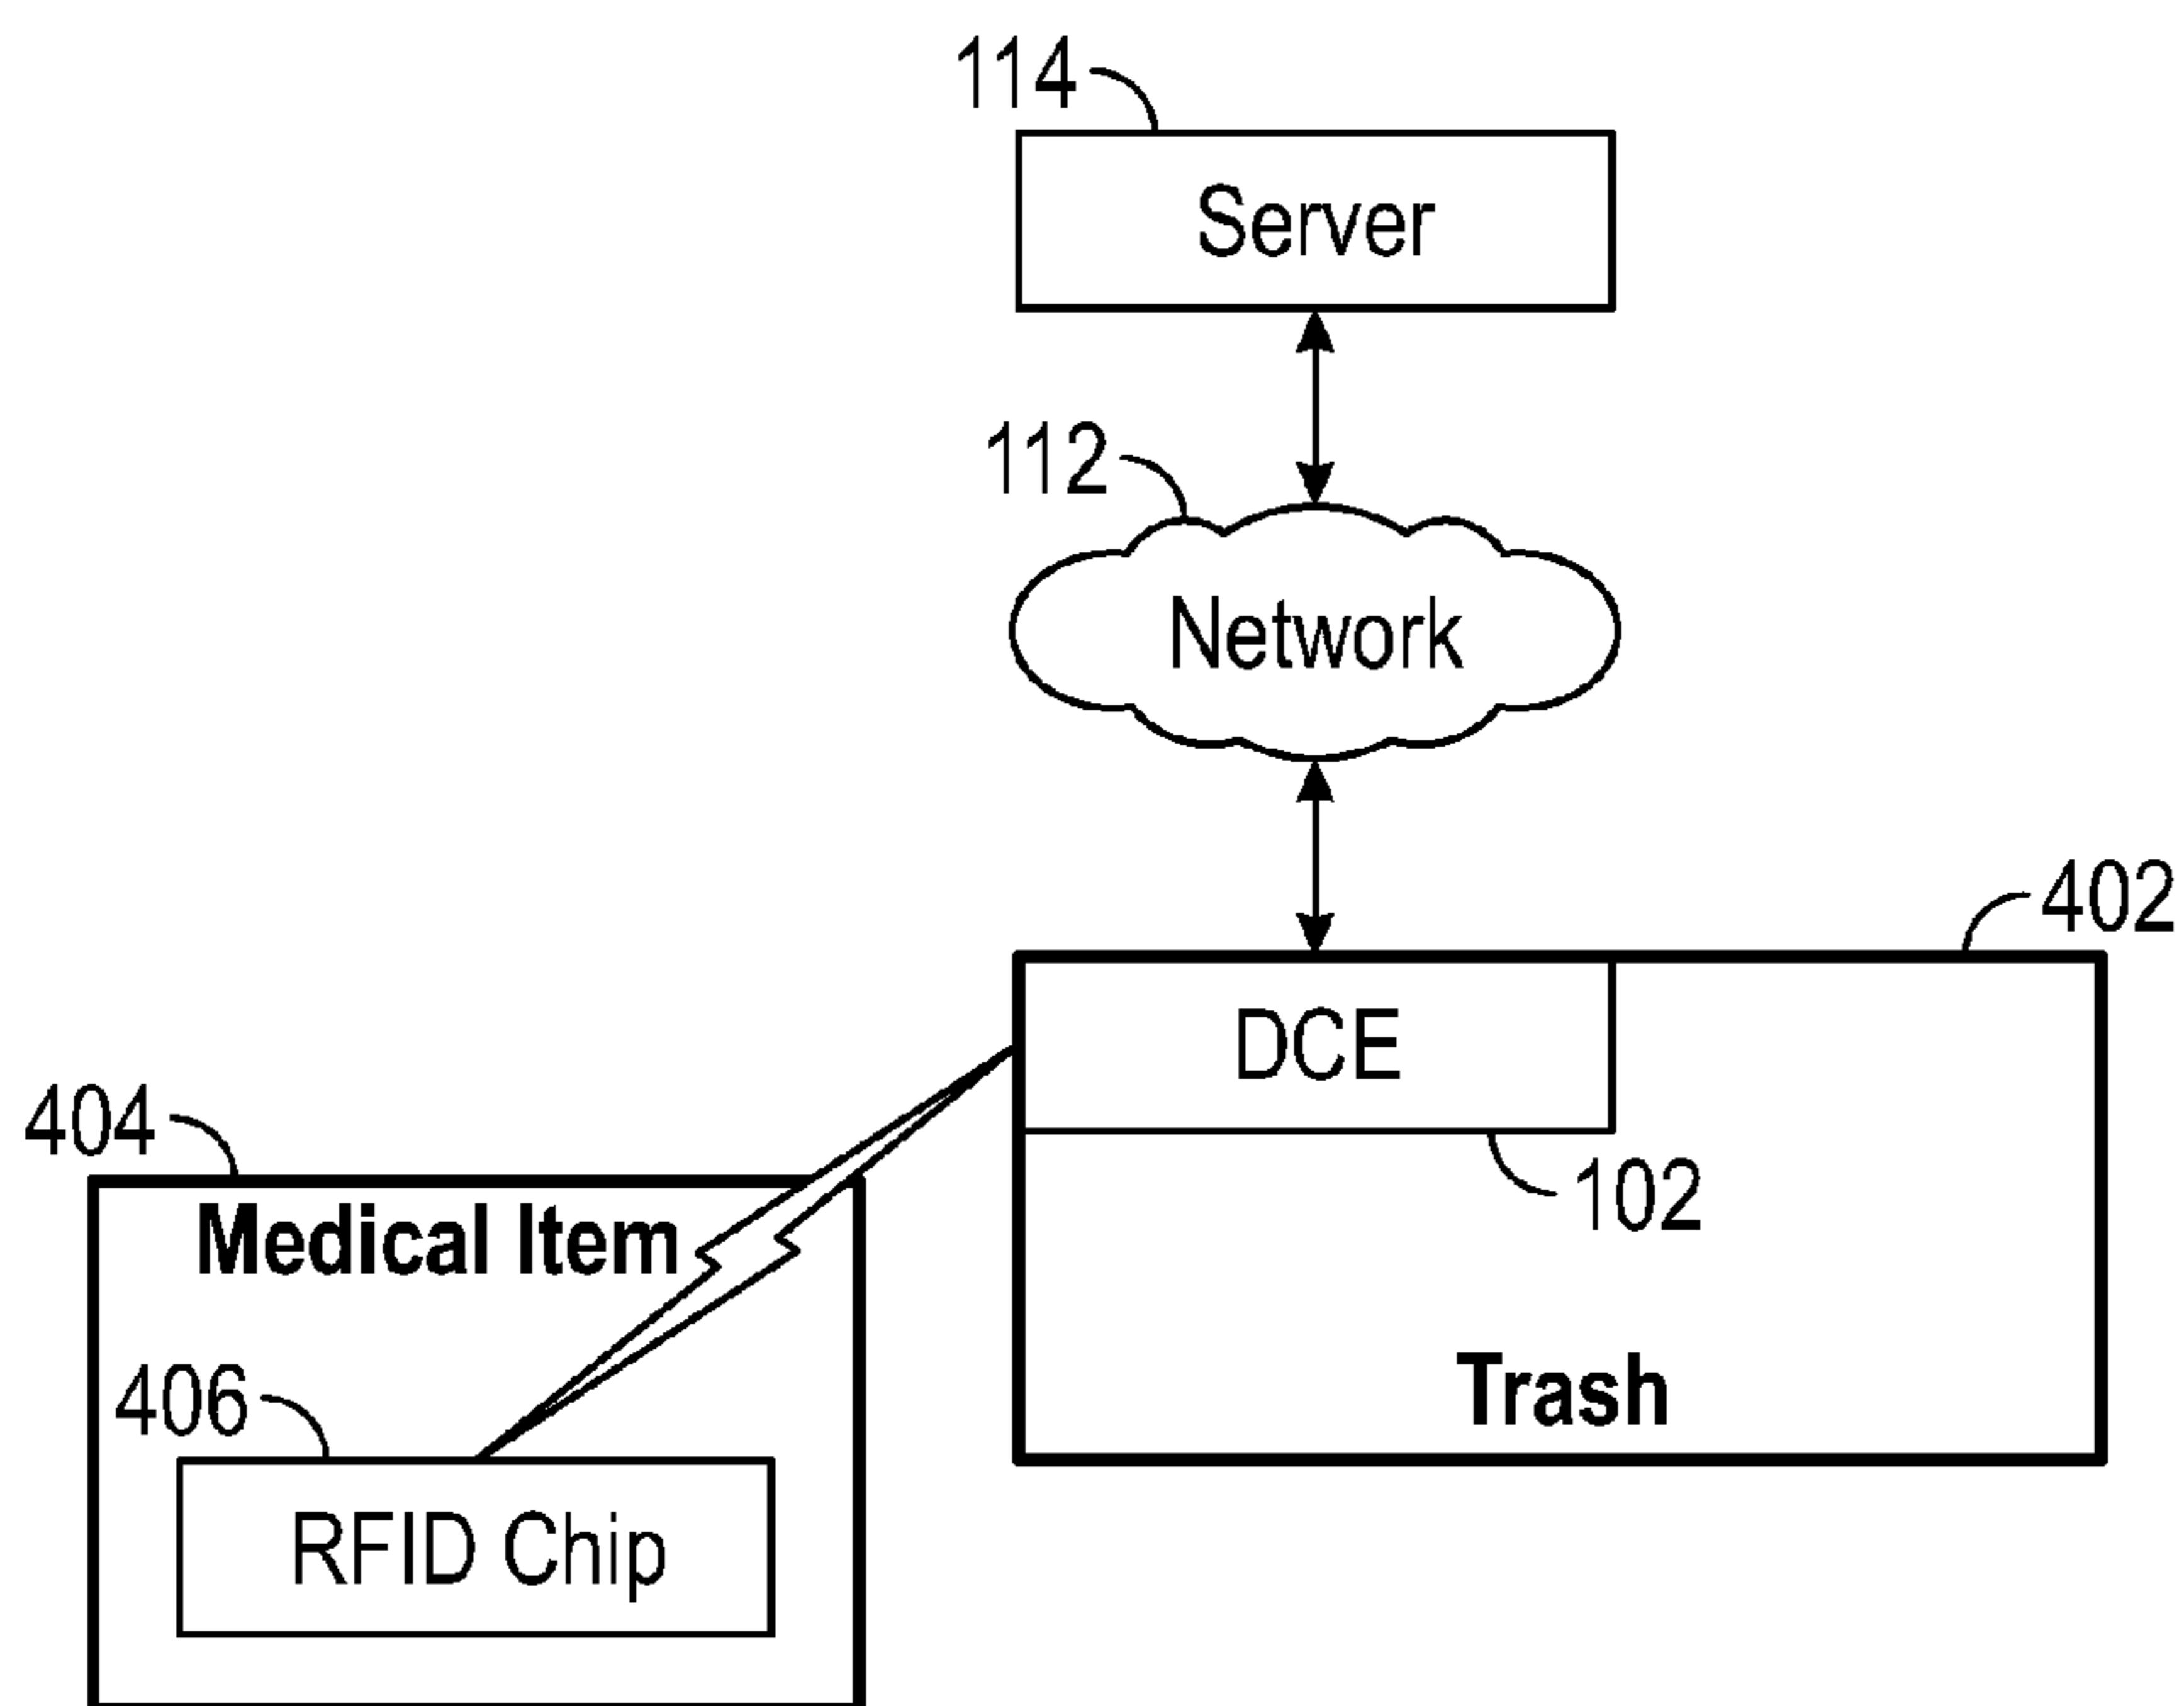 114
Server
112
Network
402
DCE
102
404
Medical Item
Trash
406
RFID Chip